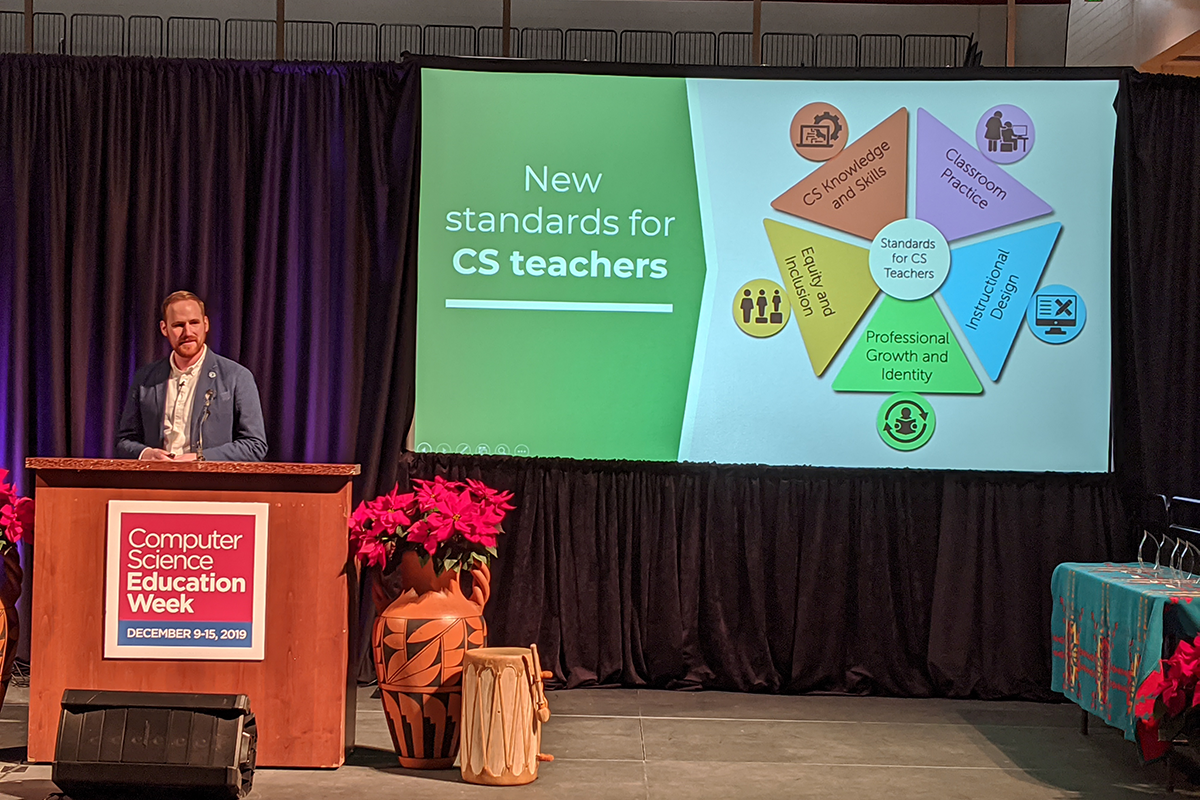 New
standards for
CS teachers
CS Knowledge
and Skills
Classroom
Practice
Standards
for CS
Teachers
Equity and
Inclusion
Instructional
Design
Professional
Growth and
Identity
Computer
Science
Education
Week
DECEMBER 9-15, 2019